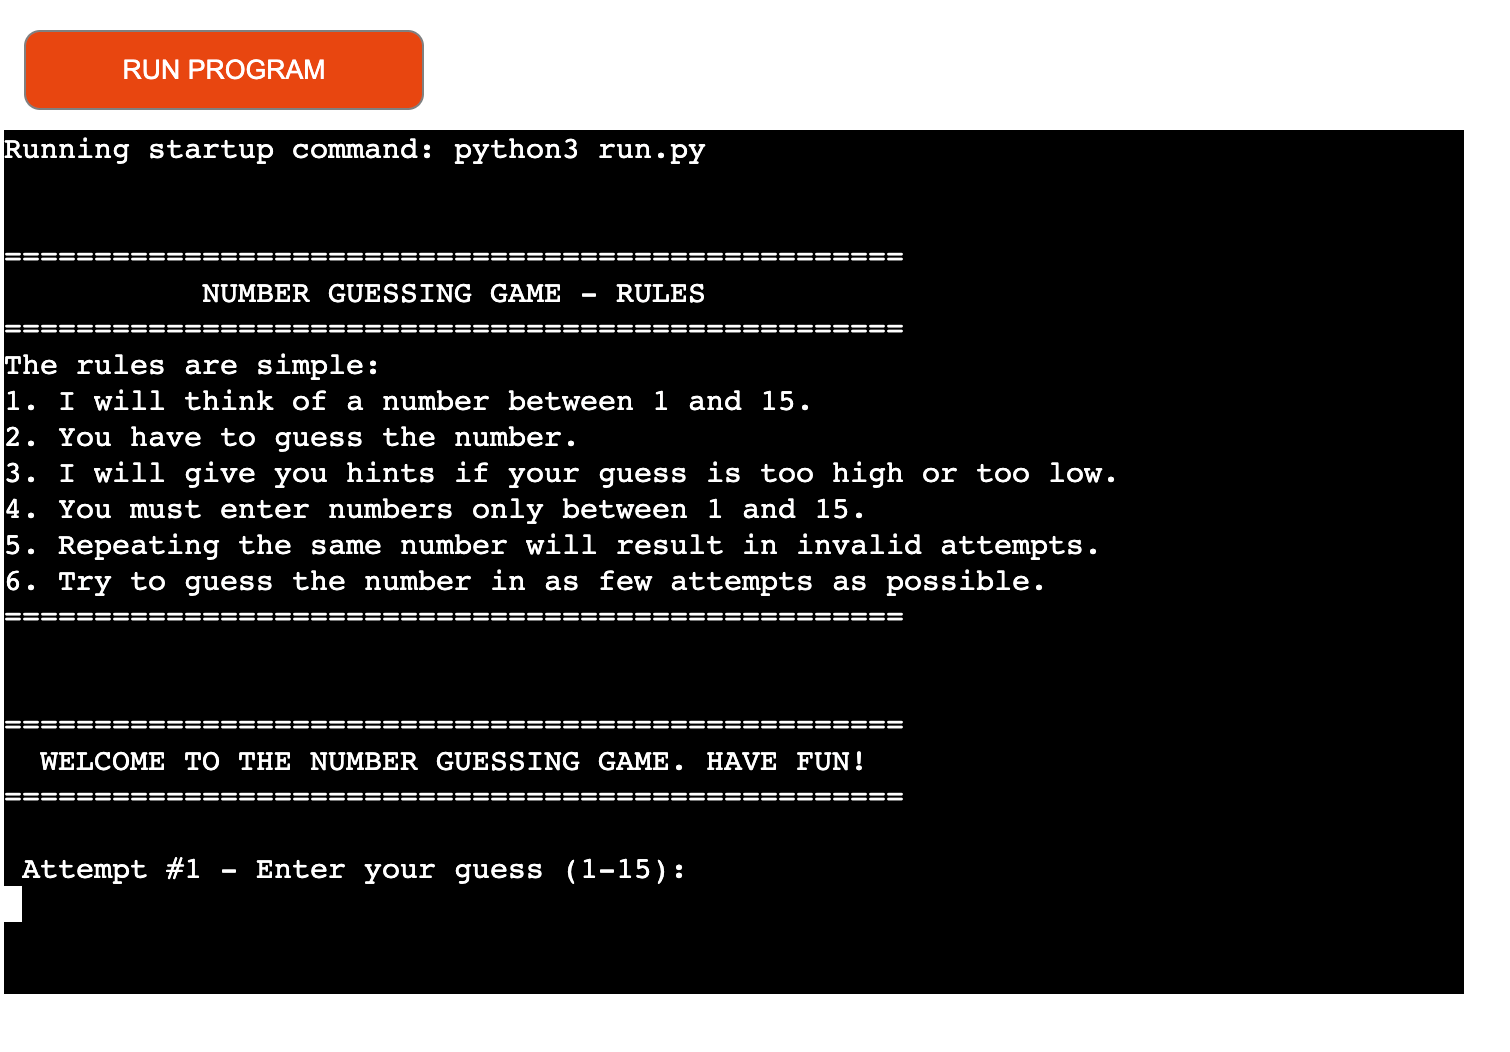 RUN PROGRAM
Running startup command: python3 run.py
==================================================
NUMBER GUESSING GAME - RULES
==================================================
The rules are simple:
1. I will think of a number between 1 and 15.
2. You have to guess the number.
3. I will give you hints if your guess is too high or too low.
4. You must enter numbers only between 1 and 15.
5. Repeating the same number will result in invalid attempts.
6. Try to guess the number in as few attempts as possible.
==================================================
==================================================
WELCOME TO THE NUMBER GUESSING GAME. HAVE FUN!
==================================================
Attempt #1 - Enter your guess (1-15):